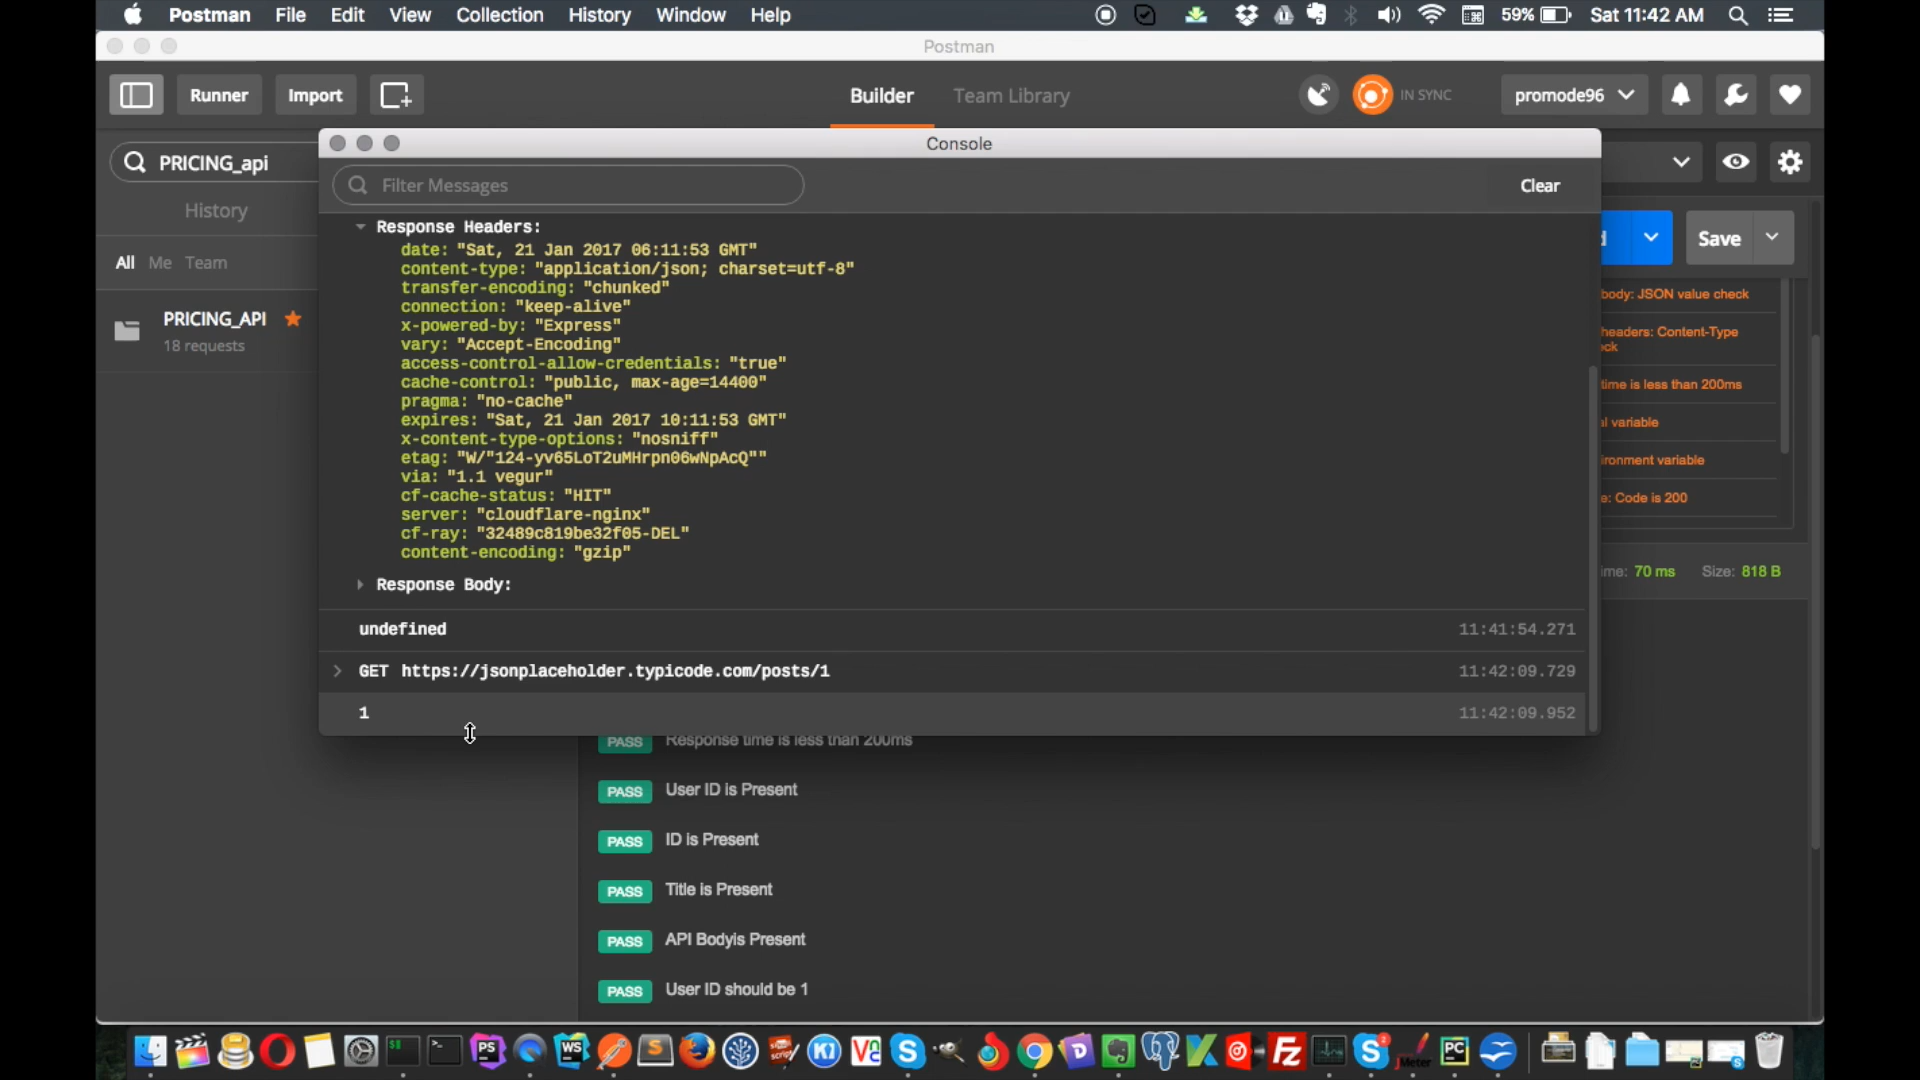 Postman File Edit View Collection History Window Help 59% Sat 11:42 AM
Postman
Runner Import Builder Team Library IN SYNC promode96
Console
PRICING_api
Filter Messages Clear
History
All Me Team
PRICING_API
18 requests
Save
Response Headers:
date: "Sat, 21 Jan 2017 06:11:53 GMT"
content-type: "application/json; charset=utf-8"
transfer-encoding: "chunked"
connection: "keep-alive"
x-powered-by: "Express"
vary: "Accept-Encoding"
access-control-allow-credentials: "true"
cache-control: "public, max-age=14400"
pragma: "no-cache"
expires: "Sat, 21 Jan 2017 10:11:53 GMT"
x-content-type-options: "nosniff"
etag: "W/"124-yv65LoT2uMHrpn06wNpAcQ""
via: "1.1 vegur"
cf-cache-status: "HIT"
server: "cloudflare-nginx"
cf-ray: "32489c819be32f05-DEL"
content-encoding: "gzip"
Response Body:
undefined 11:41:54.271
GET https://jsonplaceholder.typicode.com/posts/1 11:42:09.729
1 11:42:09.952
body: JSON value check
headers: Content-Type
time is less than 200ms
variable
variable
Code is 200
70 ms Size: 818 B
PASS Response time is less than 200ms
PASS User ID is Present
PASS ID is Present
PASS Title is Present
PASS API Bodyis Present
PASS User ID should be 1